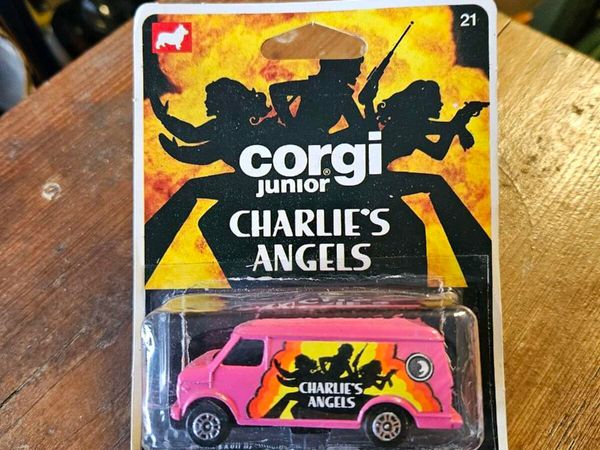 21
corgi®
junior
CHARLIE'S
ANGELS
CHARLIE'S
ANGELS